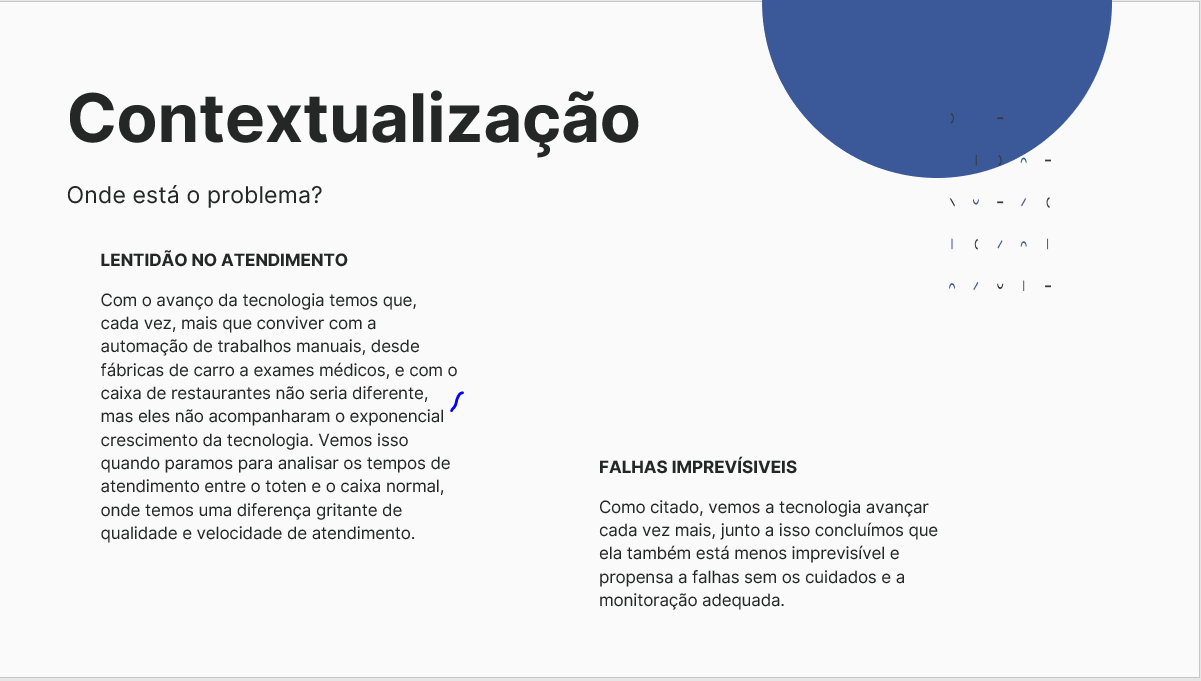 Contextualização
Onde está o problema?
LENTIDÃO NO ATENDIMENTO
Com o avanço da tecnologia temos que,
cada vez, mais que conviver com a
automação de trabalhos manuais, desde
fábricas de carro a exames médicos, e com o
caixa de restaurantes não seria diferente,
mas eles não acompanharam o exponencial
crescimento da tecnologia. Vemos isso
quando paramos para analisar os tempos de
atendimento entre o toten e o caixa normal,
onde temos uma diferença gritante de
qualidade e velocidade de atendimento.
FALHAS IMPREVÍSIVEIS
Como citado, vemos a tecnologia avançar
cada vez mais, junto a isso concluímos que
ela também está menos imprevisível e
propensa a falhas sem os cuidados e a
monitoração adequada.